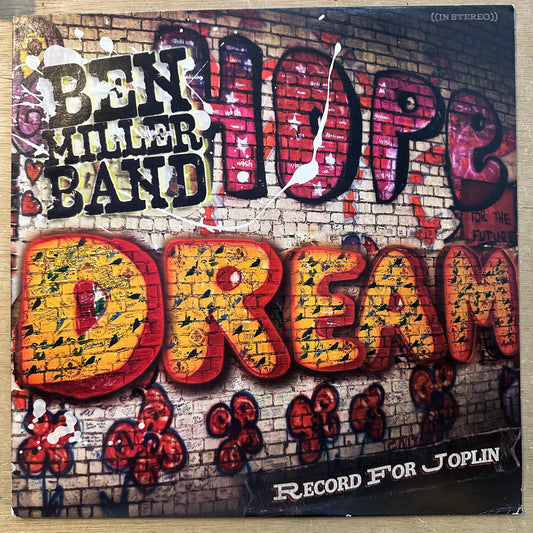 ((IN STEREO))
BEN
MILLER
BAND
HOPE
FOR THE
FUTURE
DREAM
RECORD FOR JOPLIN